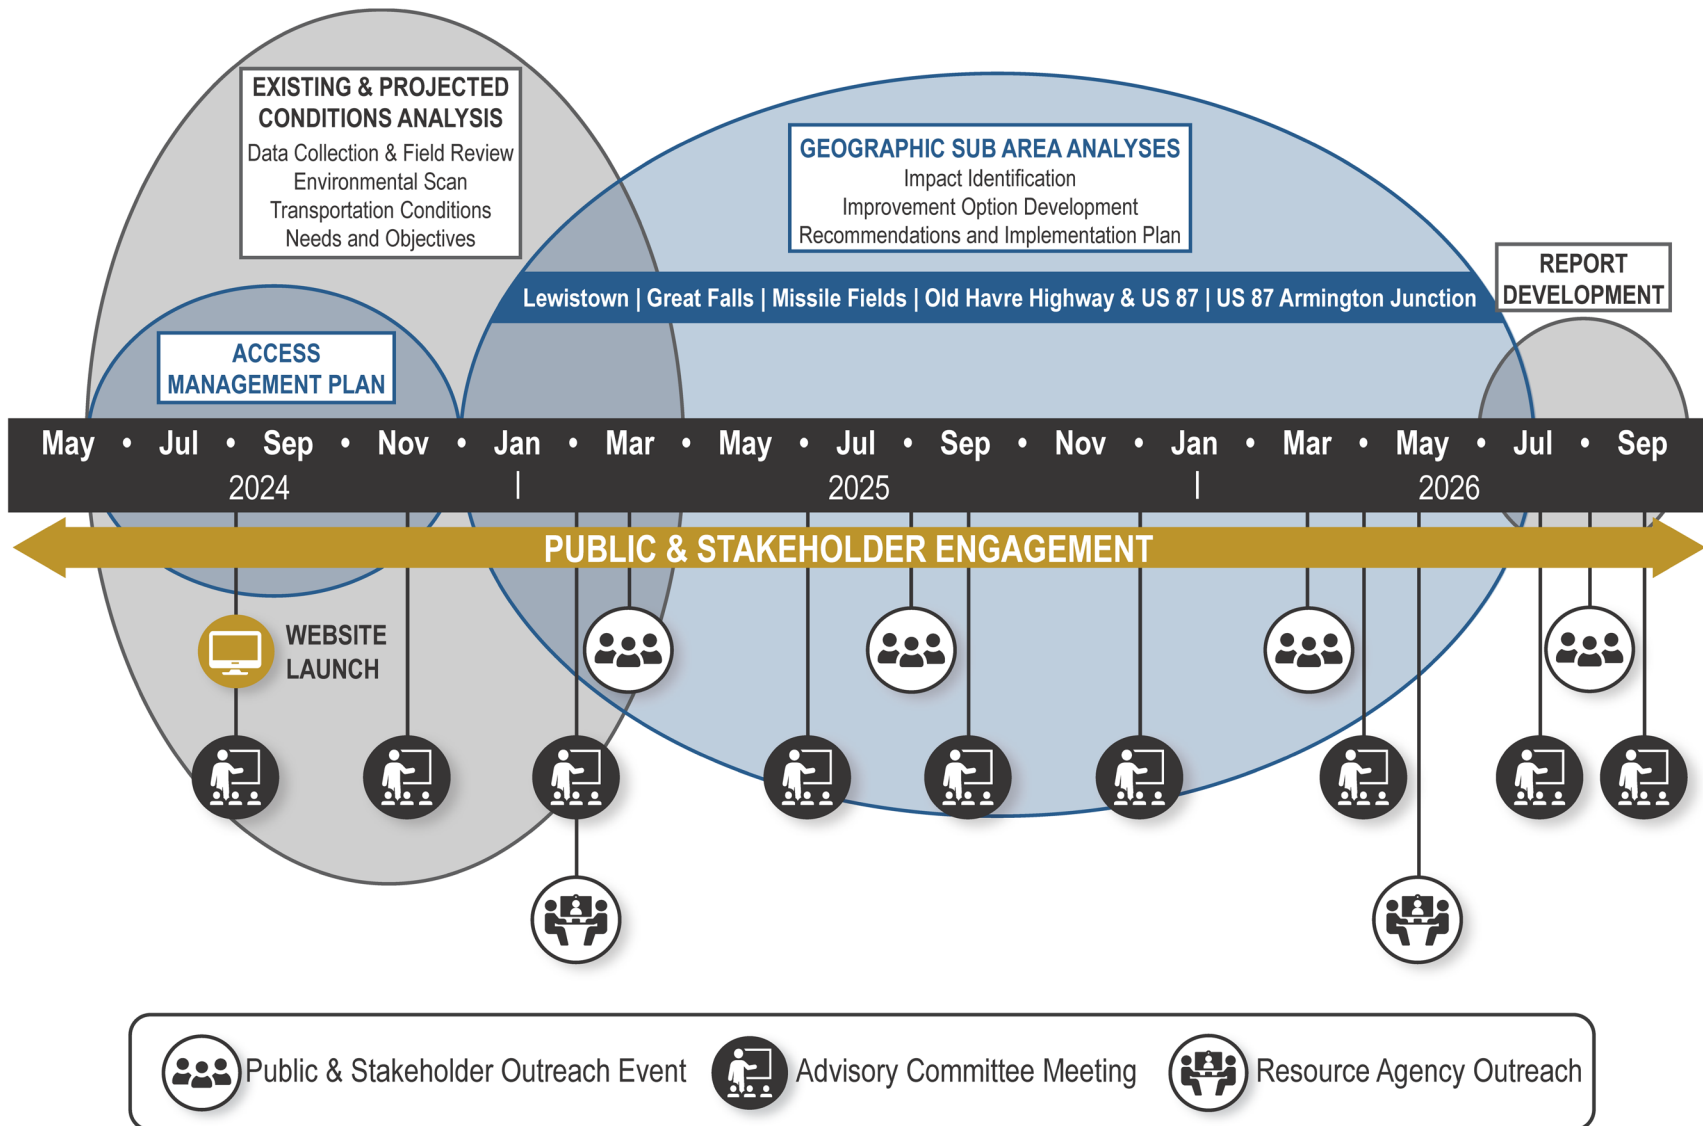 EXISTING & PROJECTED
CONDITIONS ANALYSIS
Data Collection & Field Review
Environmental Scan
Transportation Conditions
Needs and Objectives
GEOGRAPHIC SUB AREA ANALYSES
Impact Identification
Improvement Option Development
Recommendations and Implementation Plan
Lewistown | Great Falls | Missile Fields | Old Havre Highway & US 87 | US 87 Armington Junction
REPORT
DEVELOPMENT
ACCESS
MANAGEMENT PLAN
May • Jul • Sep • Nov • Jan • Mar • May • Jul • Sep • Nov • Jan • Mar • May • Jul • Sep
2024 | 2025 | 2026
PUBLIC & STAKEHOLDER ENGAGEMENT
WEBSITE
LAUNCH
Public & Stakeholder Outreach Event
Advisory Committee Meeting
Resource Agency Outreach